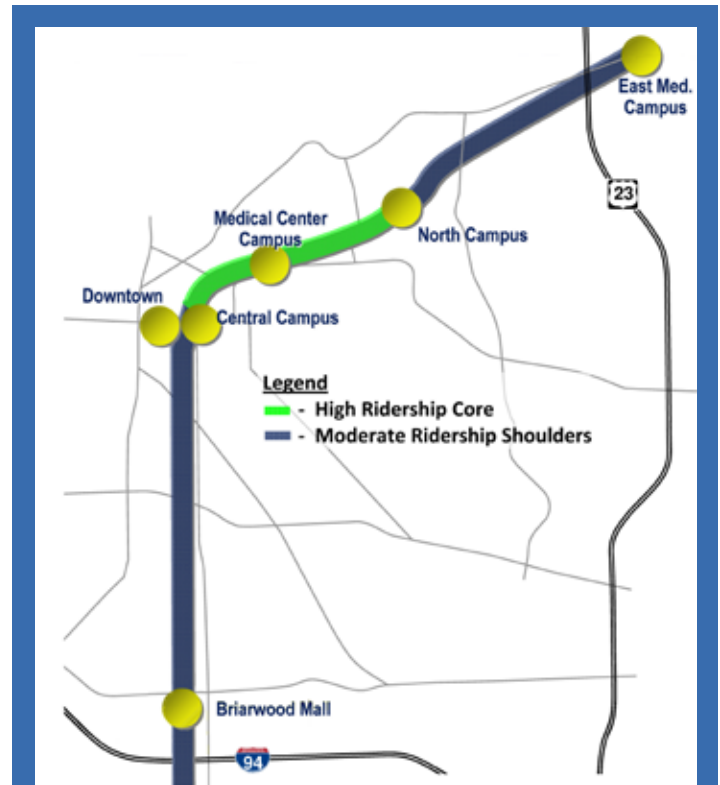 East Med.
Campus
23
Medical Center
Campus
North Campus
Downtown
Central Campus
Legend
- High Ridership Core
- Moderate Ridership Shoulders
Briarwood Mall
94